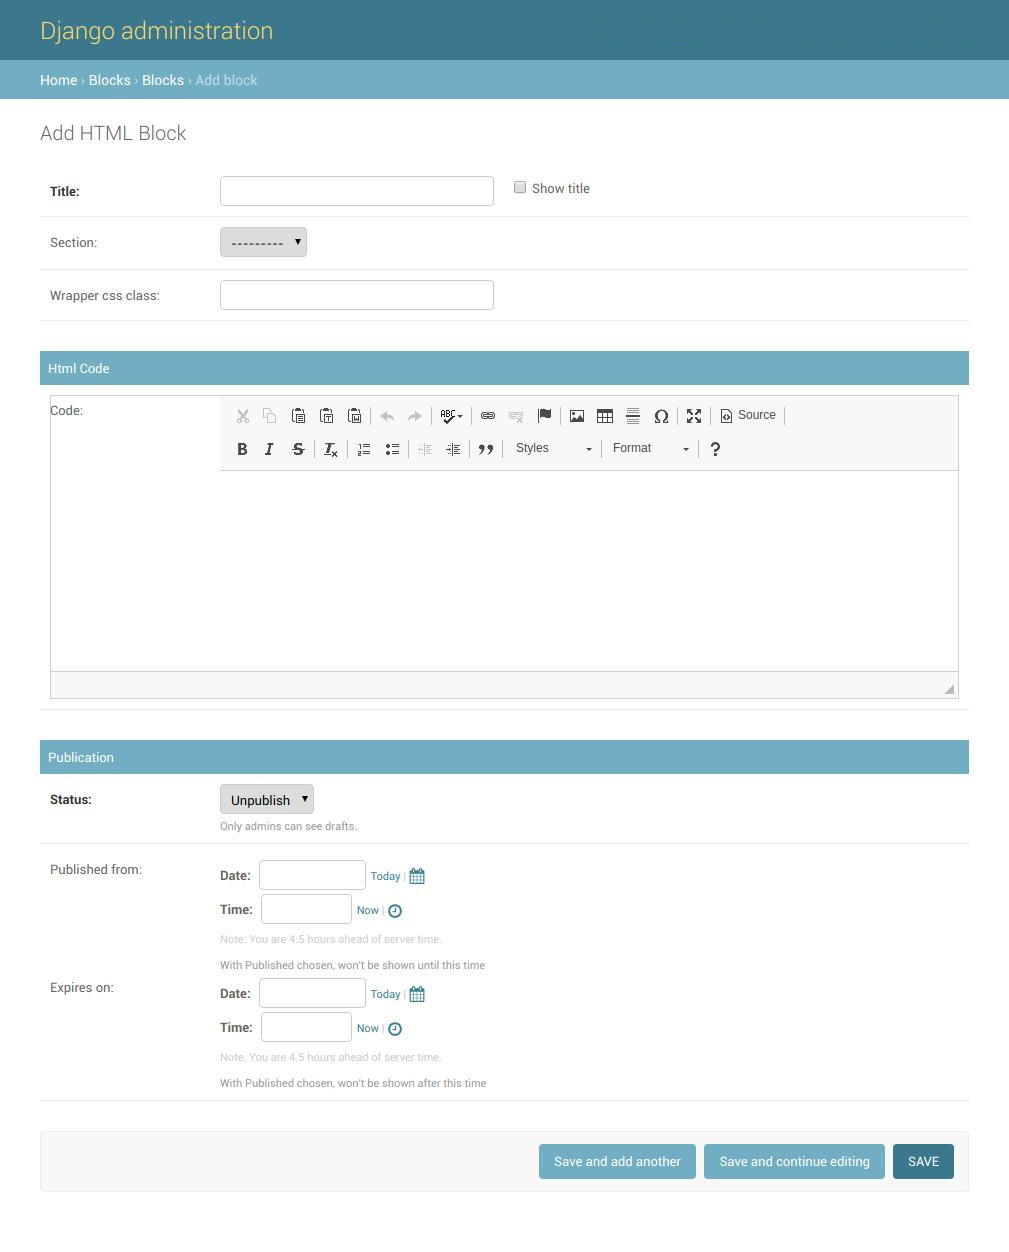 Django administration
Home › Blocks › Blocks › Add block
Add HTML Block
Title: Show title
Section: ---------
Wrapper css class:
Html Code
Code: ABC Source
B I S Tx Styles Format ?
Publication
Status: Unpublish
Only admins can see drafts.
Published from: Date: Today |
Time: Now |
Note: You are 4.5 hours ahead of server time.
With Published chosen, won't be shown until this time
Expires on: Date: Today |
Time: Now |
Note: You are 4.5 hours ahead of server time.
With Published chosen, won't be shown after this time
Save and add another Save and continue editing SAVE